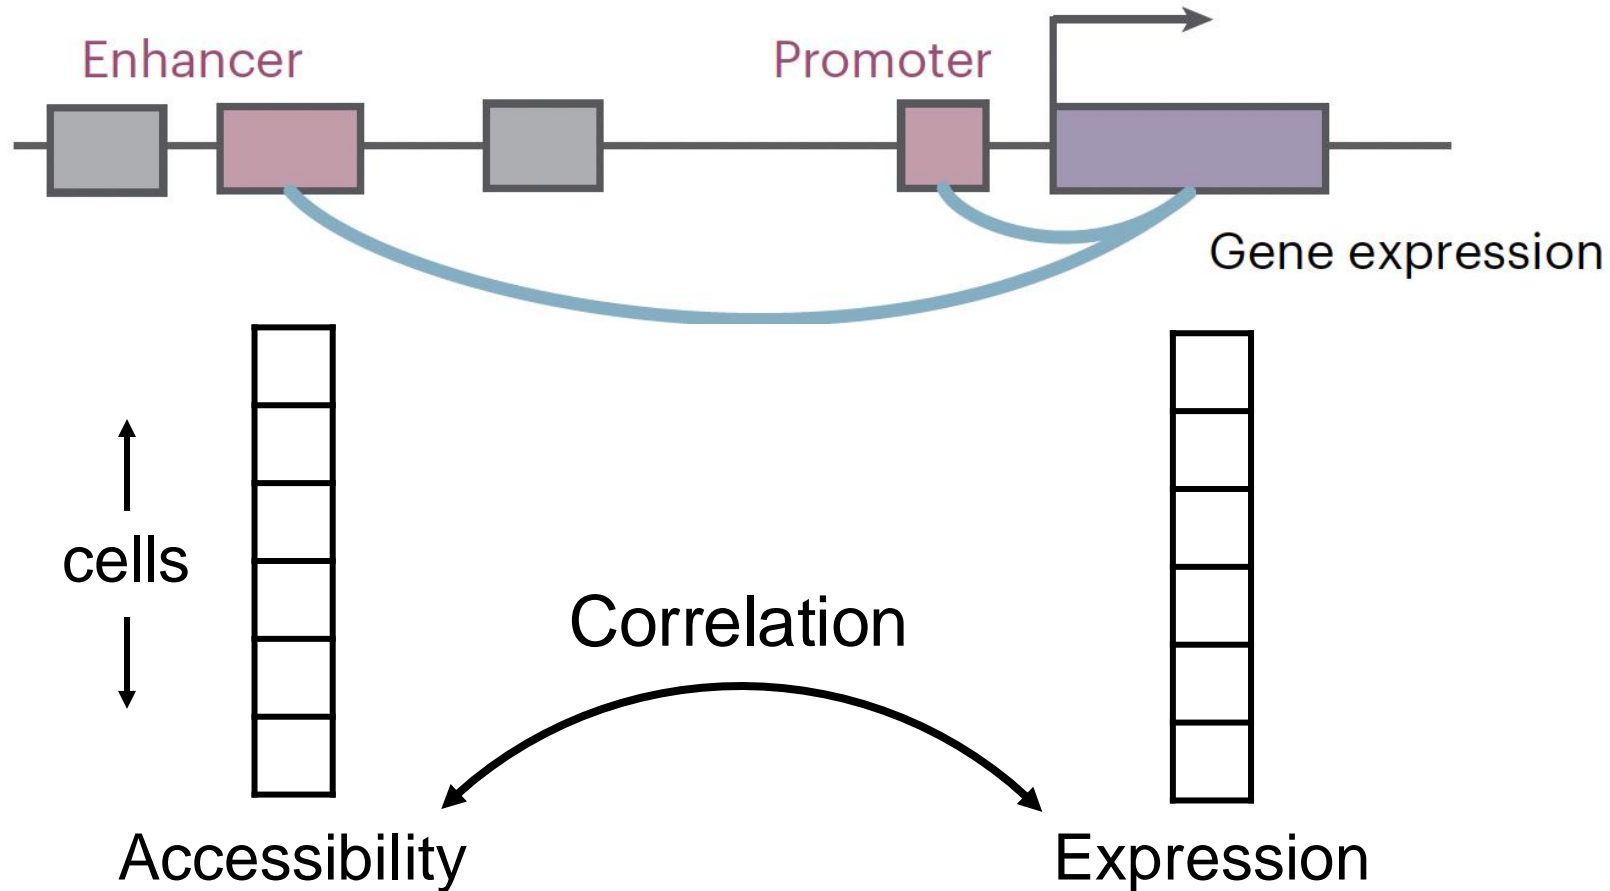 Enhancer
Promoter
Gene expression
cells
Correlation
Accessibility
Expression